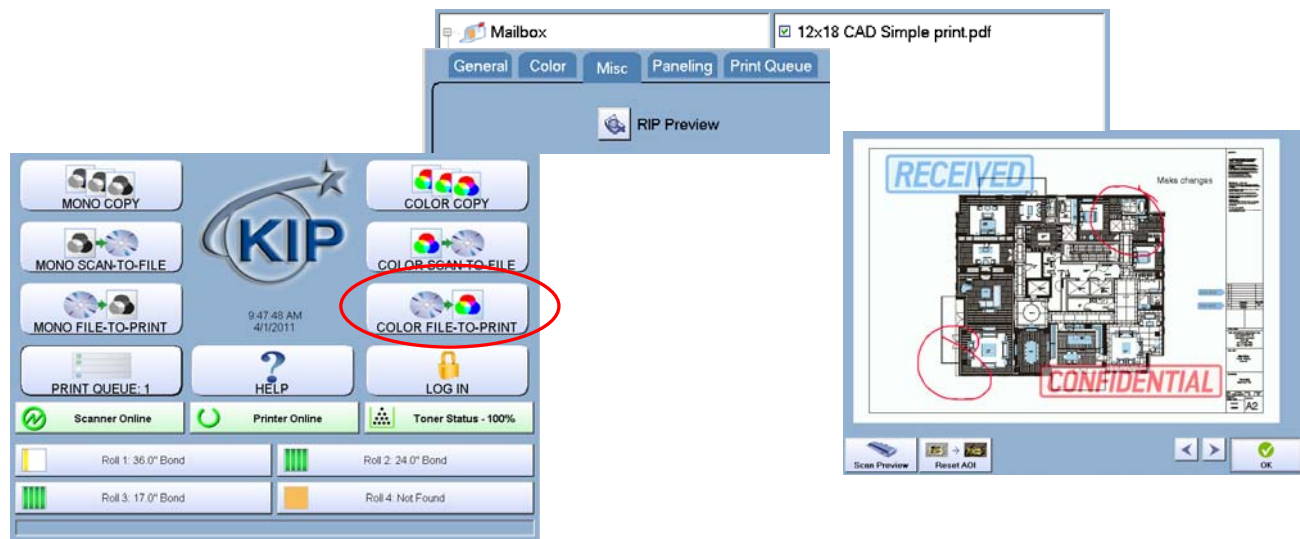 Mailbox
12x18 CAD Simple print.pdf
General Color Misc Paneling Print Queue
RIP Preview
MONO COPY
COLOR COPY
KIP
MONO SCAN-TO-FILE
COLOR SCAN-TO-FILE
9:47:48 AM
4/1/2011
MONO FILE-TO-PRINT
COLOR FILE-TO-PRINT
PRINT QUEUE: 1
HELP
LOG IN
Scanner Online
Printer Online
Toner Status - 100%
Roll 1: 36.0" Bond
Roll 2: 24.0" Bond
Roll 3: 17.0" Bond
Roll 4: Not Found
RECEIVED
Make changes
CONFIDENTIAL
A2
Scan Preview
Reset AOI
OK